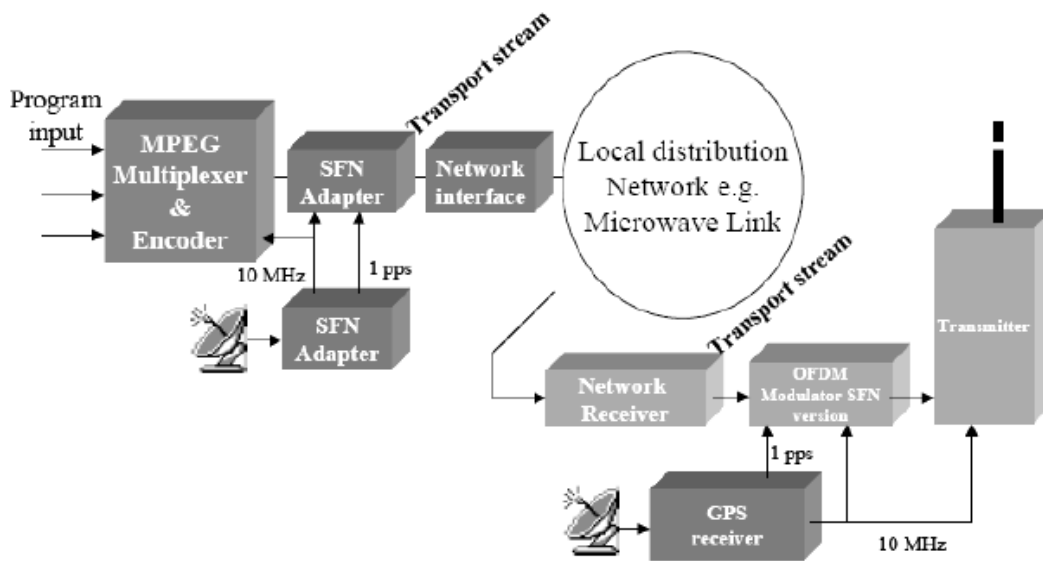 Program
input
MPEG
Multiplexer
&
Encoder
SFN
Adapter
Transport stream
Network
interface
Local distribution
Network e.g.
Microwave Link
10 MHz
1 pps
SFN
Adapter
Network
Receiver
Transport stream
OFDM
Modulator SFN
version
Transmitter
1 pps
GPS
receiver
10 MHz